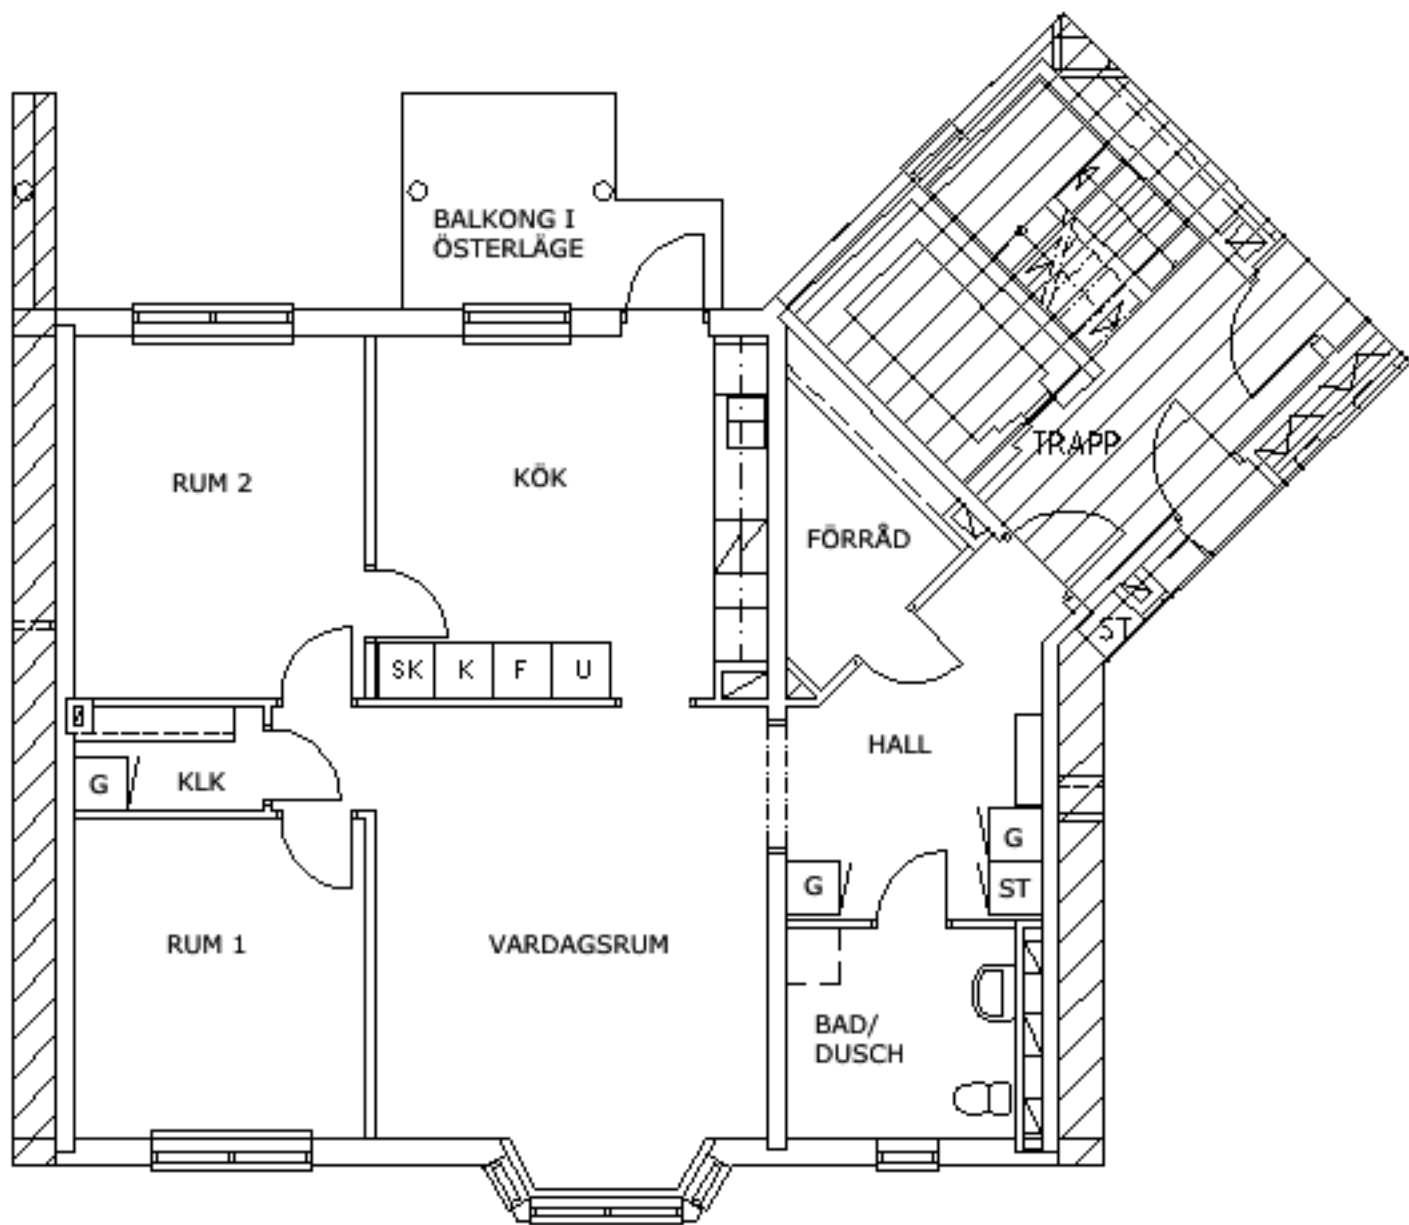 BALKONG I
ÖSTERLÄGE
TRAPP
RUM 2
KÖK
FÖRRÅD
ST
SK K F U
HALL
G KLK
G
G
ST
RUM 1
VARDAGSRUM
BAD/
DUSCH